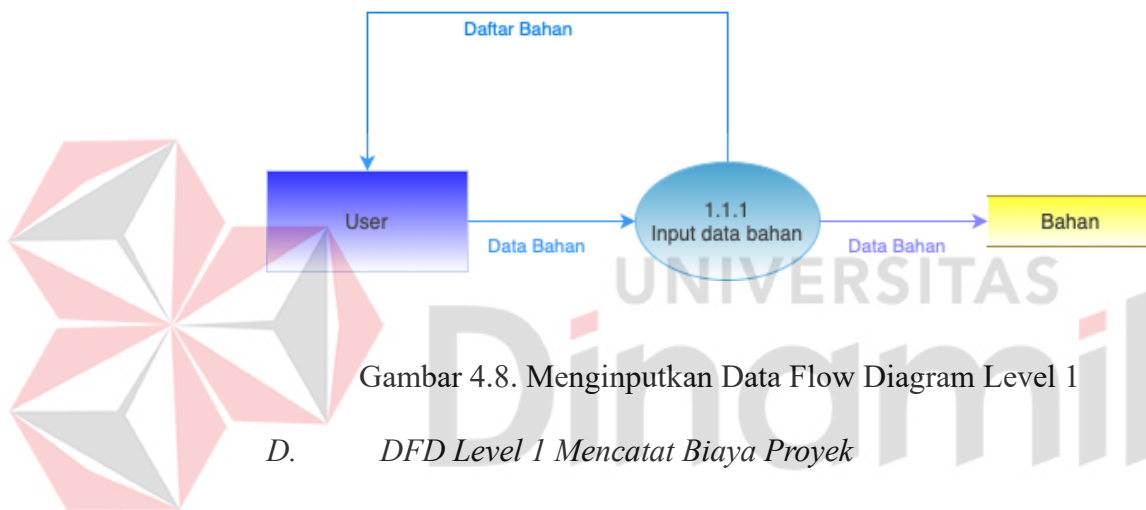 Daftar Bahan
User
Data Bahan
1.1.1
Input data bahan
Data Bahan
Bahan
UNIVERSITAS
Dinami
Gambar 4.8. Menginputkan Data Flow Diagram Level 1
D. DFD Level 1 Mencatat Biaya Proyek